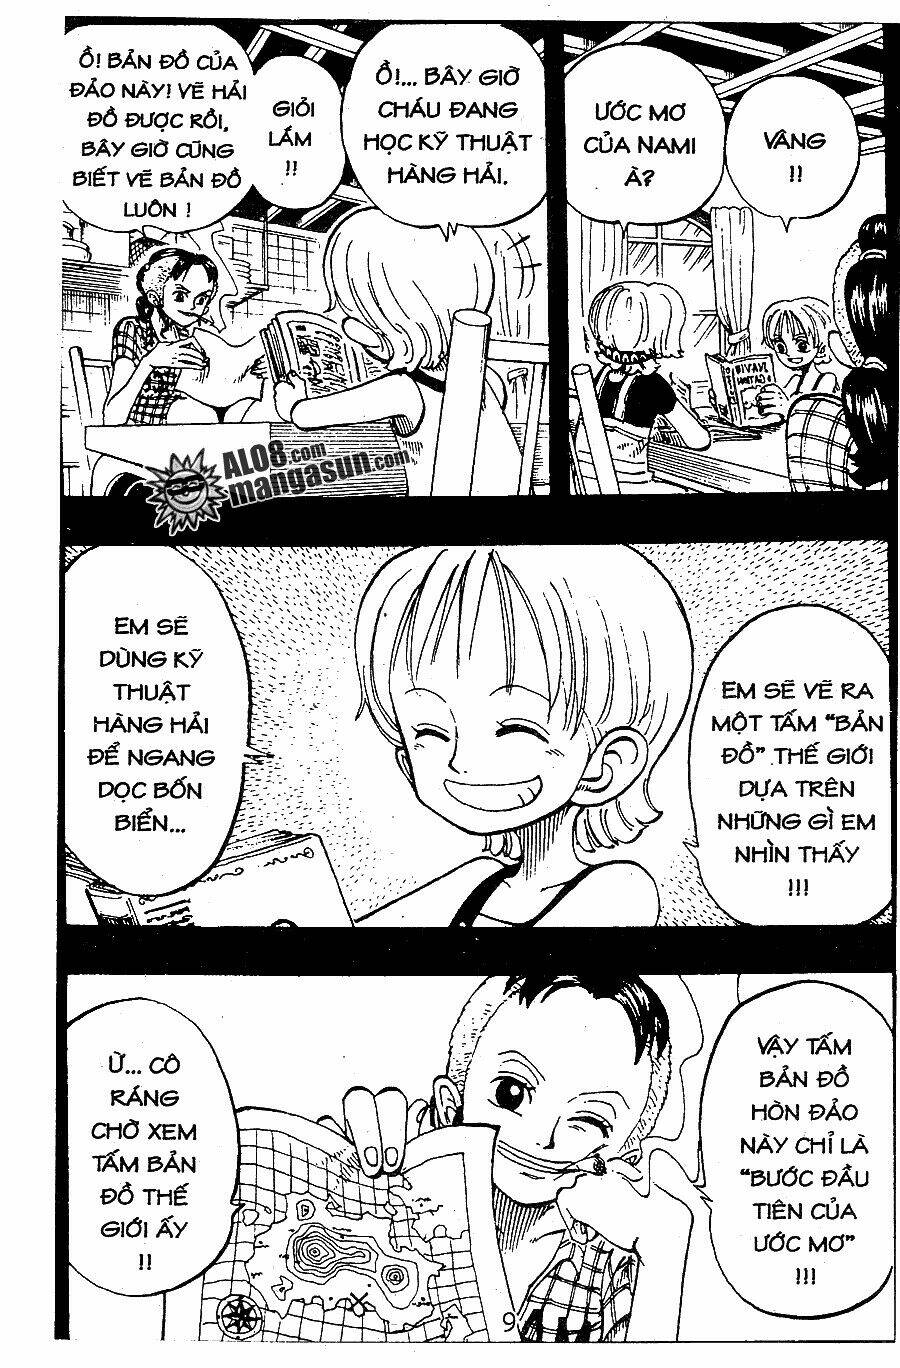 VÂNG
!!
ƯỚC MƠ
CỦA NAMI
À?
Ồ!... BÂY GIỜ
CHÁU ĐANG
HỌC KỸ THUẬT
HÀNG HẢI.
GIỎI
LẮM
!!
Ồ! BẢN ĐỒ CỦA
ĐẢO NÀY! VẼ HẢI
ĐỒ ĐƯỢC RỒI,
BÂY GIỜ CŨNG
BIẾT VẼ BẢN ĐỒ
LUÔN !
AL08.com
mangasun.com
EM SẼ VẼ RA
MỘT TẤM “BẢN
ĐỒ” THẾ GIỚI
DỰA TRÊN
NHỮNG GÌ EM
NHÌN THẤY
!!!
EM SẼ
DÙNG KỸ
THUẬT
HÀNG HẢI
ĐỂ NGANG
DỌC BỐN
BIỂN...
VẬY TẤM
BẢN ĐỒ
HÒN ĐẢO
NÀY CHỈ LÀ
“BƯỚC ĐẦU
TIÊN CỦA
ƯỚC MƠ”
!!!
Ừ... CÔ
RÁNG
CHỜ XEM
TẤM BẢN
ĐỒ THẾ
GIỚI ẤY
!!
9